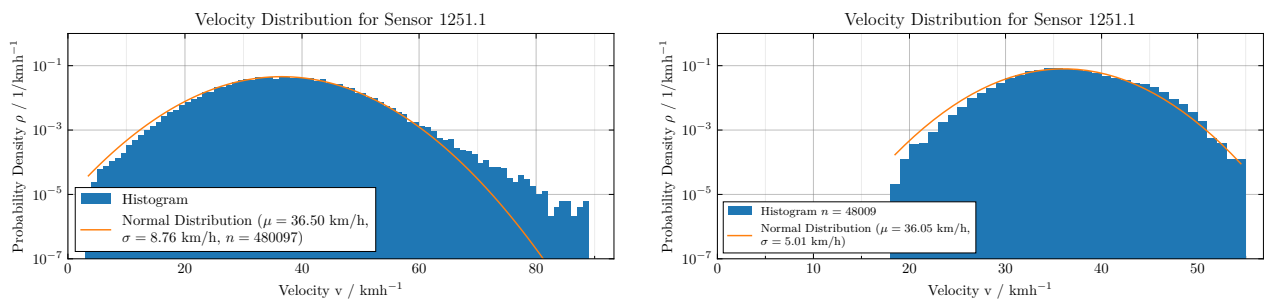 Velocity Distribution for Sensor 1251.1
Probability Density ρ / 1/kmh⁻¹
10⁻¹
10⁻³
10⁻⁵
10⁻⁷
Histogram
Normal Distribution (μ = 36.50 km/h,
σ = 8.76 km/h, n = 480097)
0 20 40 60 80
Velocity v / kmh⁻¹
Velocity Distribution for Sensor 1251.1
Probability Density ρ / 1/kmh⁻¹
10⁻¹
10⁻³
10⁻⁵
10⁻⁷
Histogram n = 48009
Normal Distribution (μ = 36.05 km/h,
σ = 5.01 km/h)
0 10 20 30 40 50
Velocity v / kmh⁻¹